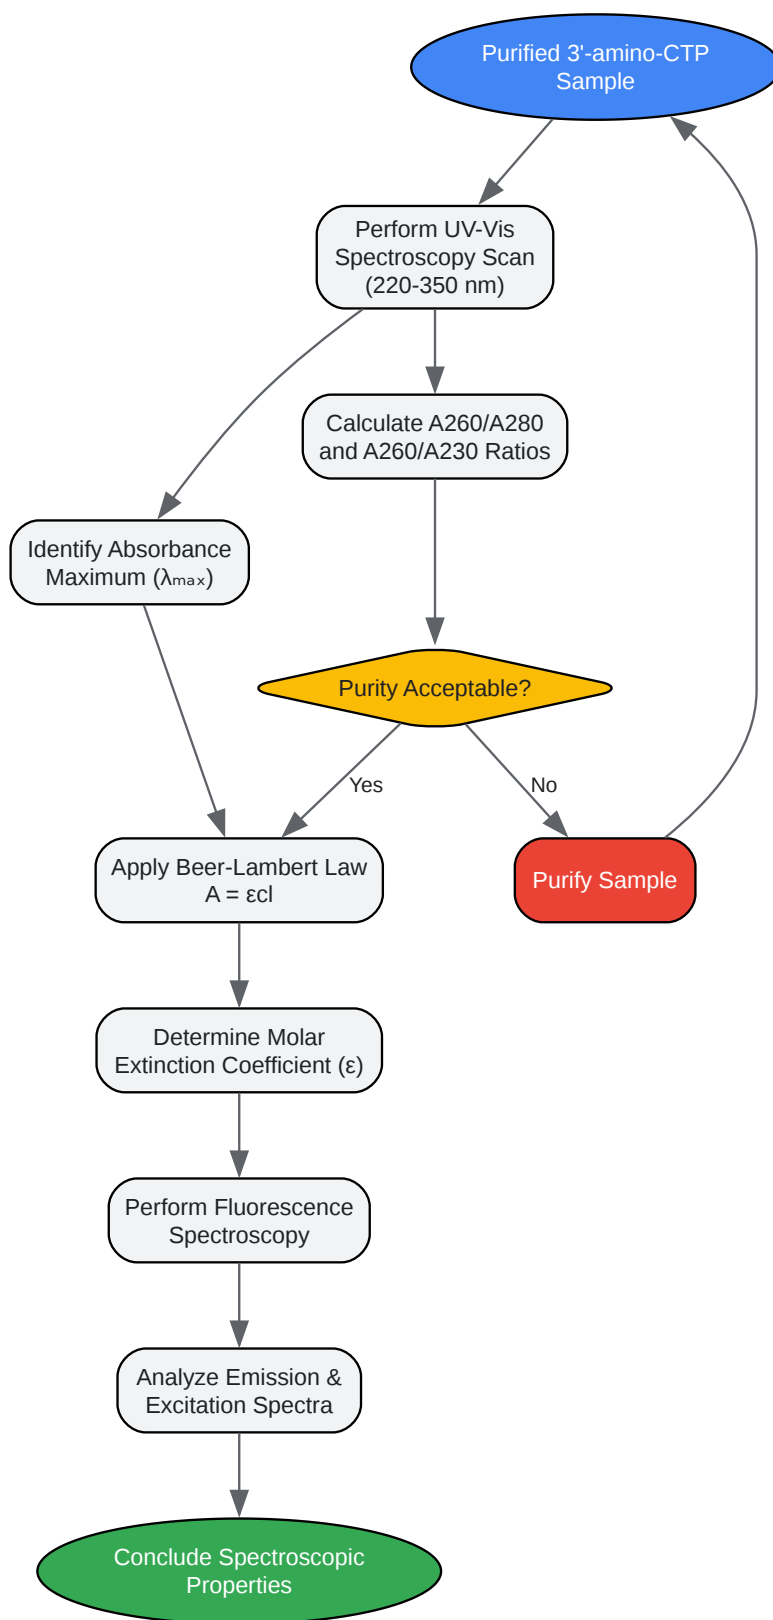 Purified 3'-amino-CTP
Sample
Perform UV-Vis
Spectroscopy Scan
(220-350 nm)
Calculate A260/A280
and A260/A230 Ratios
Identify Absorbance
Maximum (λₘₐₓ)
Purity Acceptable?
Yes
No
Apply Beer-Lambert Law
A = εcl
Purify Sample
Determine Molar
Extinction Coefficient (ε)
Perform Fluorescence
Spectroscopy
Analyze Emission &
Excitation Spectra
Conclude Spectroscopic
Properties